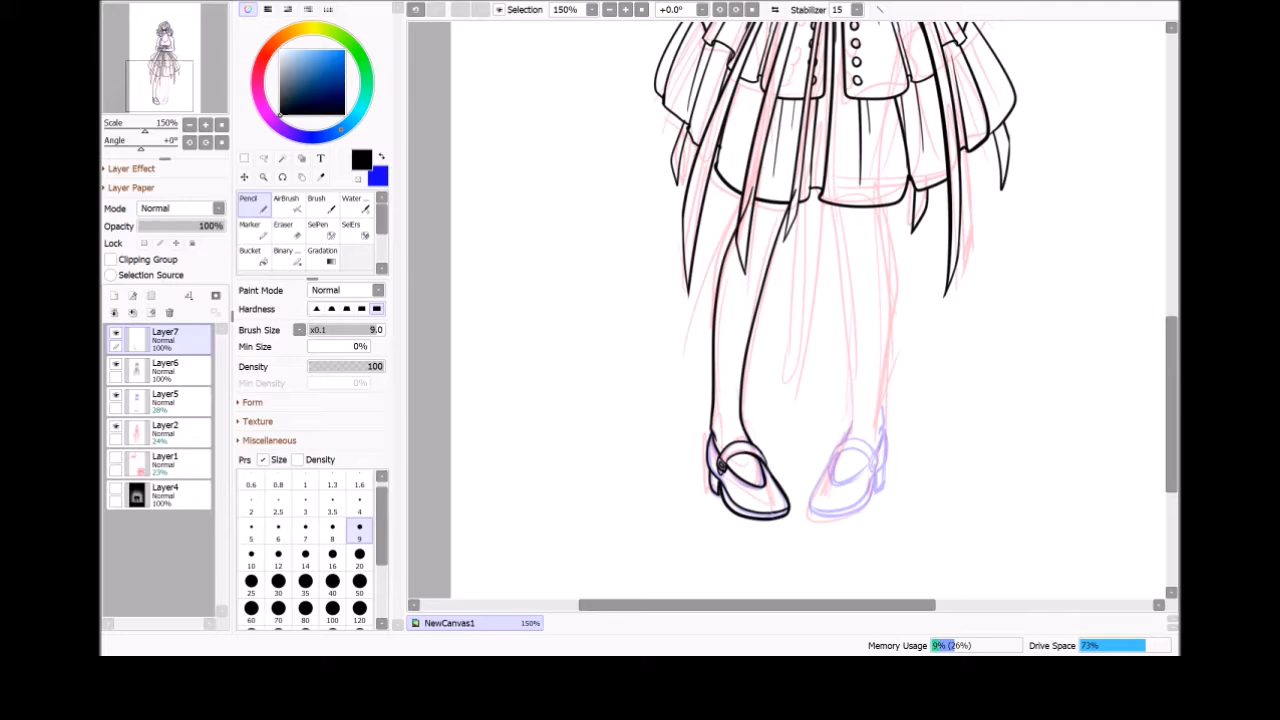 Selection 150% +0.0° Stabilizer 15
Scale 150%
Angle +0°
Layer Effect
Layer Paper
Mode Normal
Opacity 100%
Lock
Clipping Group
Selection Source
Layer7
Normal
100%
Layer6
Normal
100%
Layer5
Normal
28%
Layer2
Normal
24%
Layer1
Normal
23%
Layer4
Normal
100%
T
Pencil AirBrush Brush Water ...
Marker Eraser SelPen SelErs
Bucket Binary ... Gradation
Paint Mode Normal
Hardness
Brush Size x0.1 9.0
Min Size 0%
Density 100
Min Density 0%
Form
Texture
Miscellaneous
Prs Size Density
0.6 0.8 1 1.3 1.6
2 2.5 3 3.5 4
5 6 7 8 9
10 12 14 16 20
25 30 35 40 50
60 70 80 100 120
NewCanvas1 150%
Memory Usage 9% (26%) Drive Space 73%